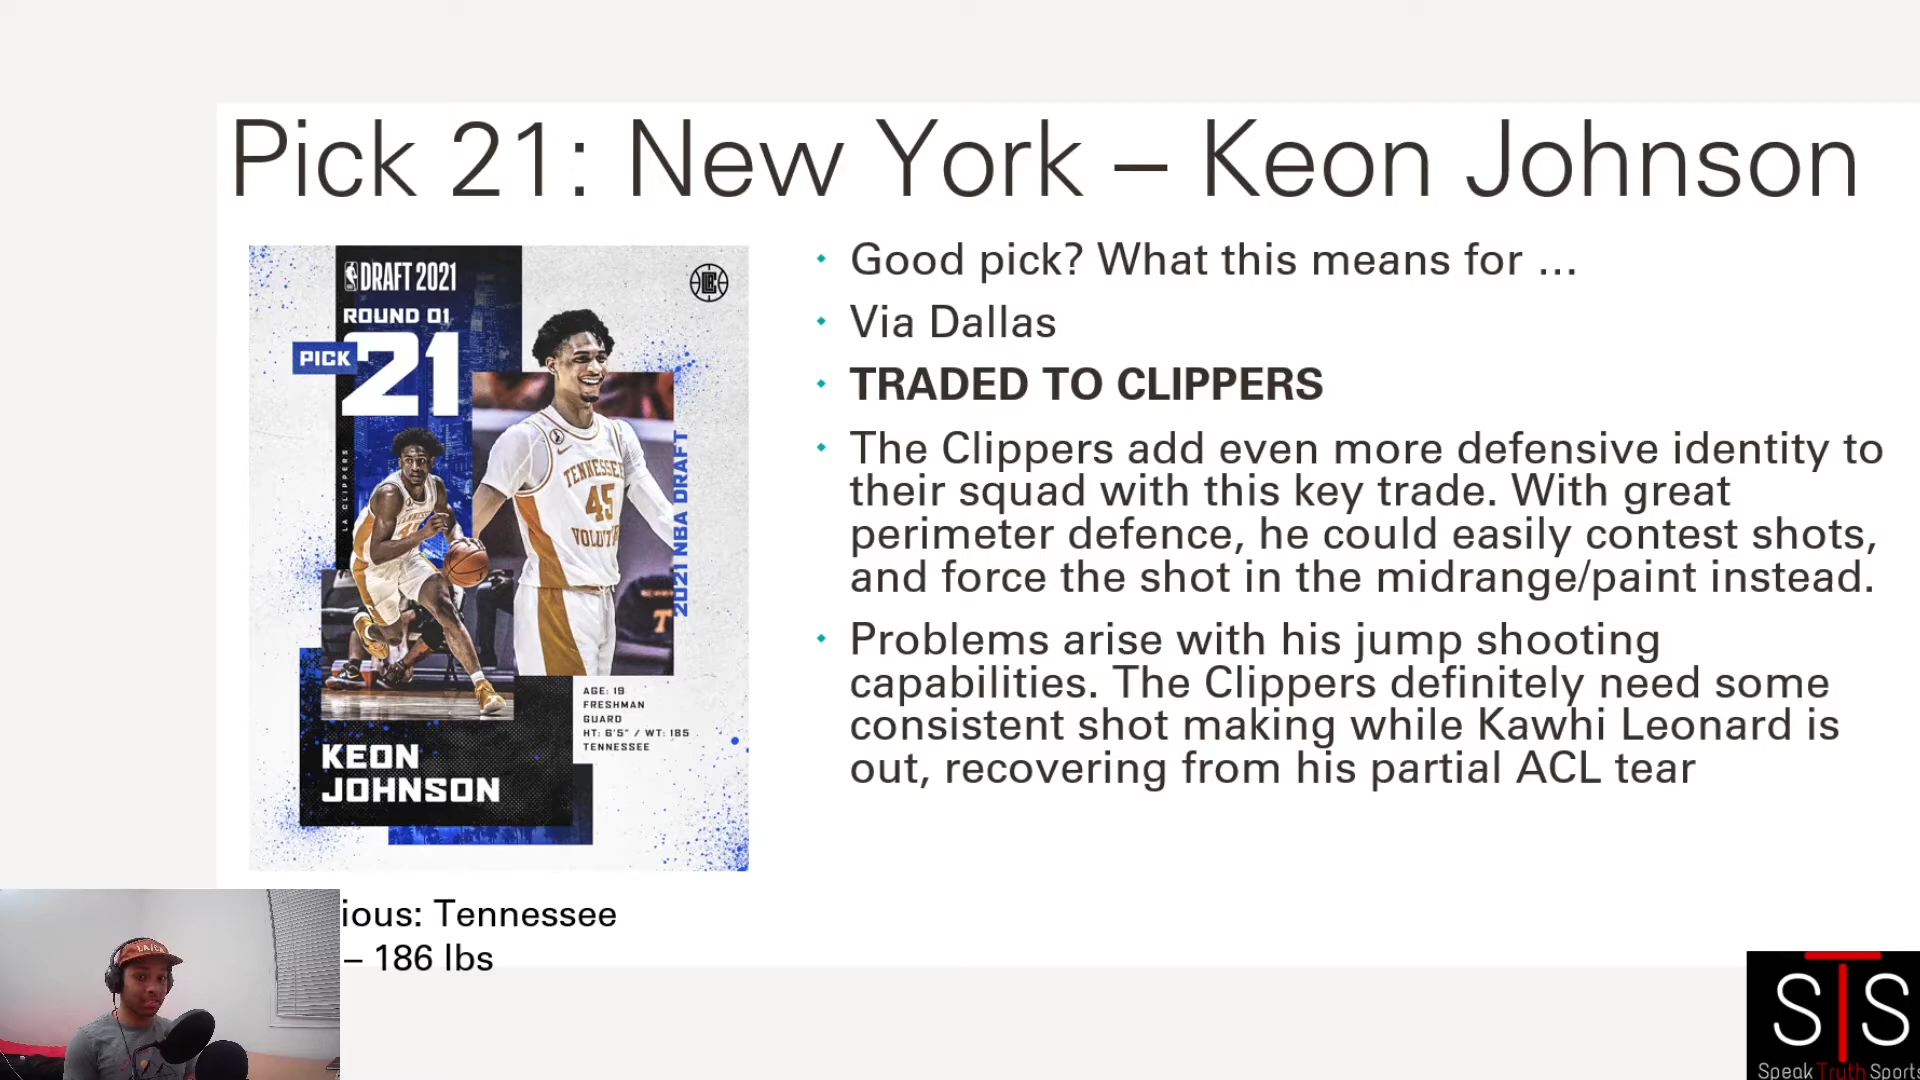 Pick 21: New York – Keon Johnson
DRAFT 2021
ROUND 01
PICK 21
LA CLIPPERS
TENNESSEE
45
2021 NBA DRAFT
AGE: 19
FRESHMAN
GUARD
HT: 6'5" / WT: 185
TENNESSEE
KEON
JOHNSON
• Good pick? What this means for ...
• Via Dallas
• TRADED TO CLIPPERS
• The Clippers add even more defensive identity to
their squad with this key trade. With great
perimeter defence, he could easily contest shots,
and force the shot in the midrange/paint instead.
• Problems arise with his jump shooting
capabilities. The Clippers definitely need some
consistent shot making while Kawhi Leonard is
out, recovering from his partial ACL tear
ious: Tennessee
– 186 lbs
STS
Speak Truth Sports